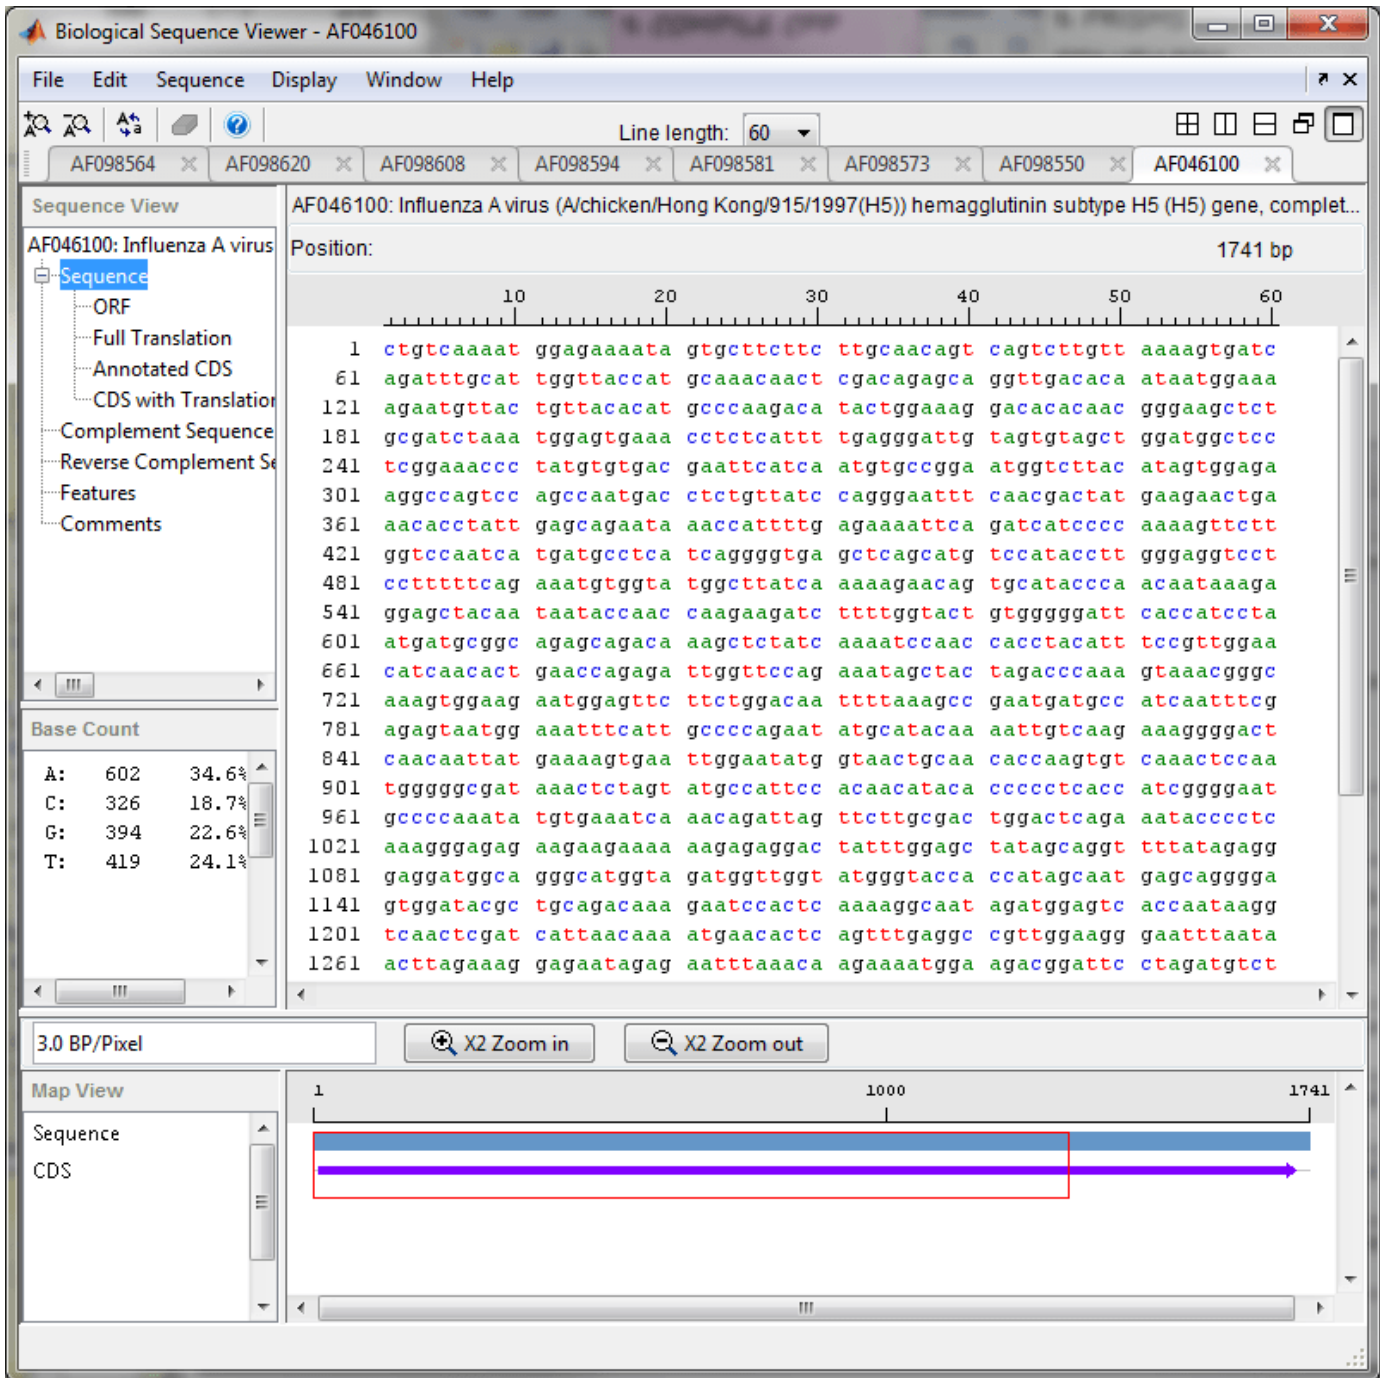 Biological Sequence Viewer - AF046100
File Edit Sequence Display Window Help
Line length: 60
AF098564 AF098620 AF098608 AF098594 AF098581 AF098573 AF098550 AF046100
Sequence View
AF046100: Influenza A virus
Sequence
ORF
Full Translation
Annotated CDS
CDS with Translation
Complement Sequence
Reverse Complement Se
Features
Comments
Base Count
A: 602 34.6%
C: 326 18.7%
G: 394 22.6%
T: 419 24.1%
AF046100: Influenza A virus (A/chicken/Hong Kong/915/1997(H5)) hemagglutinin subtype H5 (H5) gene, complet...
Position: 1741 bp
10 20 30 40 50 60
1 ctgtcaaaat ggagaaaata gtgcttcttc ttgcaacagt cagtcttgtt aaaagtgatc
61 agatttgcat tggttaccat gcaaacaact cgacagagca ggttgacaca ataatggaaa
121 agaatgttac tgttacacat gcccaagaca tactggaaag gacacacaac gggaagctct
181 gcgatctaaa tggagtgaaa cctctcattt tgagggattg tagtgtagct ggatggctcc
241 tcggaaaccc tatgtgtgac gaattcatca atgtgccgga atggtcttac atagtggaga
301 aggccagtcc agccaatgac ctctgttatc cagggaattt caacgactat gaagaactga
361 aacacctatt gagcagaata aaccattttg agaaaattca gatcatcccc aaaagttctt
421 ggtccaatca tgatgcctca tcaggggtga gctcagcatg tccatacctt gggaggtcct
481 cctttttcag aaatgtggta tggcttatca aaaagaacag tgcataccca acaataaaga
541 ggagctacaa taataccaac caagaagatc ttttggtact gtgggggatt caccatccta
601 atgatgcggc agagcagaca aagctctatc aaaatccaac cacctacatt tccgttggaa
661 catcaacact gaaccagaga ttggttccag aaatagctac tagacccaaa gtaaacgggc
721 aaagtggaag aatggagttc ttctggacaa ttttaaagcc gaatgatgcc atcaatttcg
781 agagtaatgg aaatttcatt gccccagaat atgcatacaa aattgtcaag aaaggggact
841 caacaattat gaaaagtgaa ttggaatatg gtaactgcaa caccaagtgt caaactccaa
901 tgggggcgat aaactctagt atgccattcc acaacataca ccccctcacc atcggggaat
961 gccccaaata tgtgaaatca aacagattag ttcttgcgac tggactcaga aatacccctc
1021 aaagggagag aagaagaaaa aagagaggac tatttggagc tatagcaggt tttatagagg
1081 gaggatggca gggcatggta gatggttggt atgggtacca ccatagcaat gagcagggga
1141 gtggatacgc tgcagacaaa gaatccactc aaaaggcaat agatggagtc accaataagg
1201 tcaactcgat cattaacaaa atgaacactc agtttgaggc cgttggaagg gaatttaata
1261 acttagaaag gagaatagag aatttaaaca agaaaatgga agacggattc ctagatgtct
3.0 BP/Pixel X2 Zoom in X2 Zoom out
Map View
Sequence
CDS
1 1000 1741